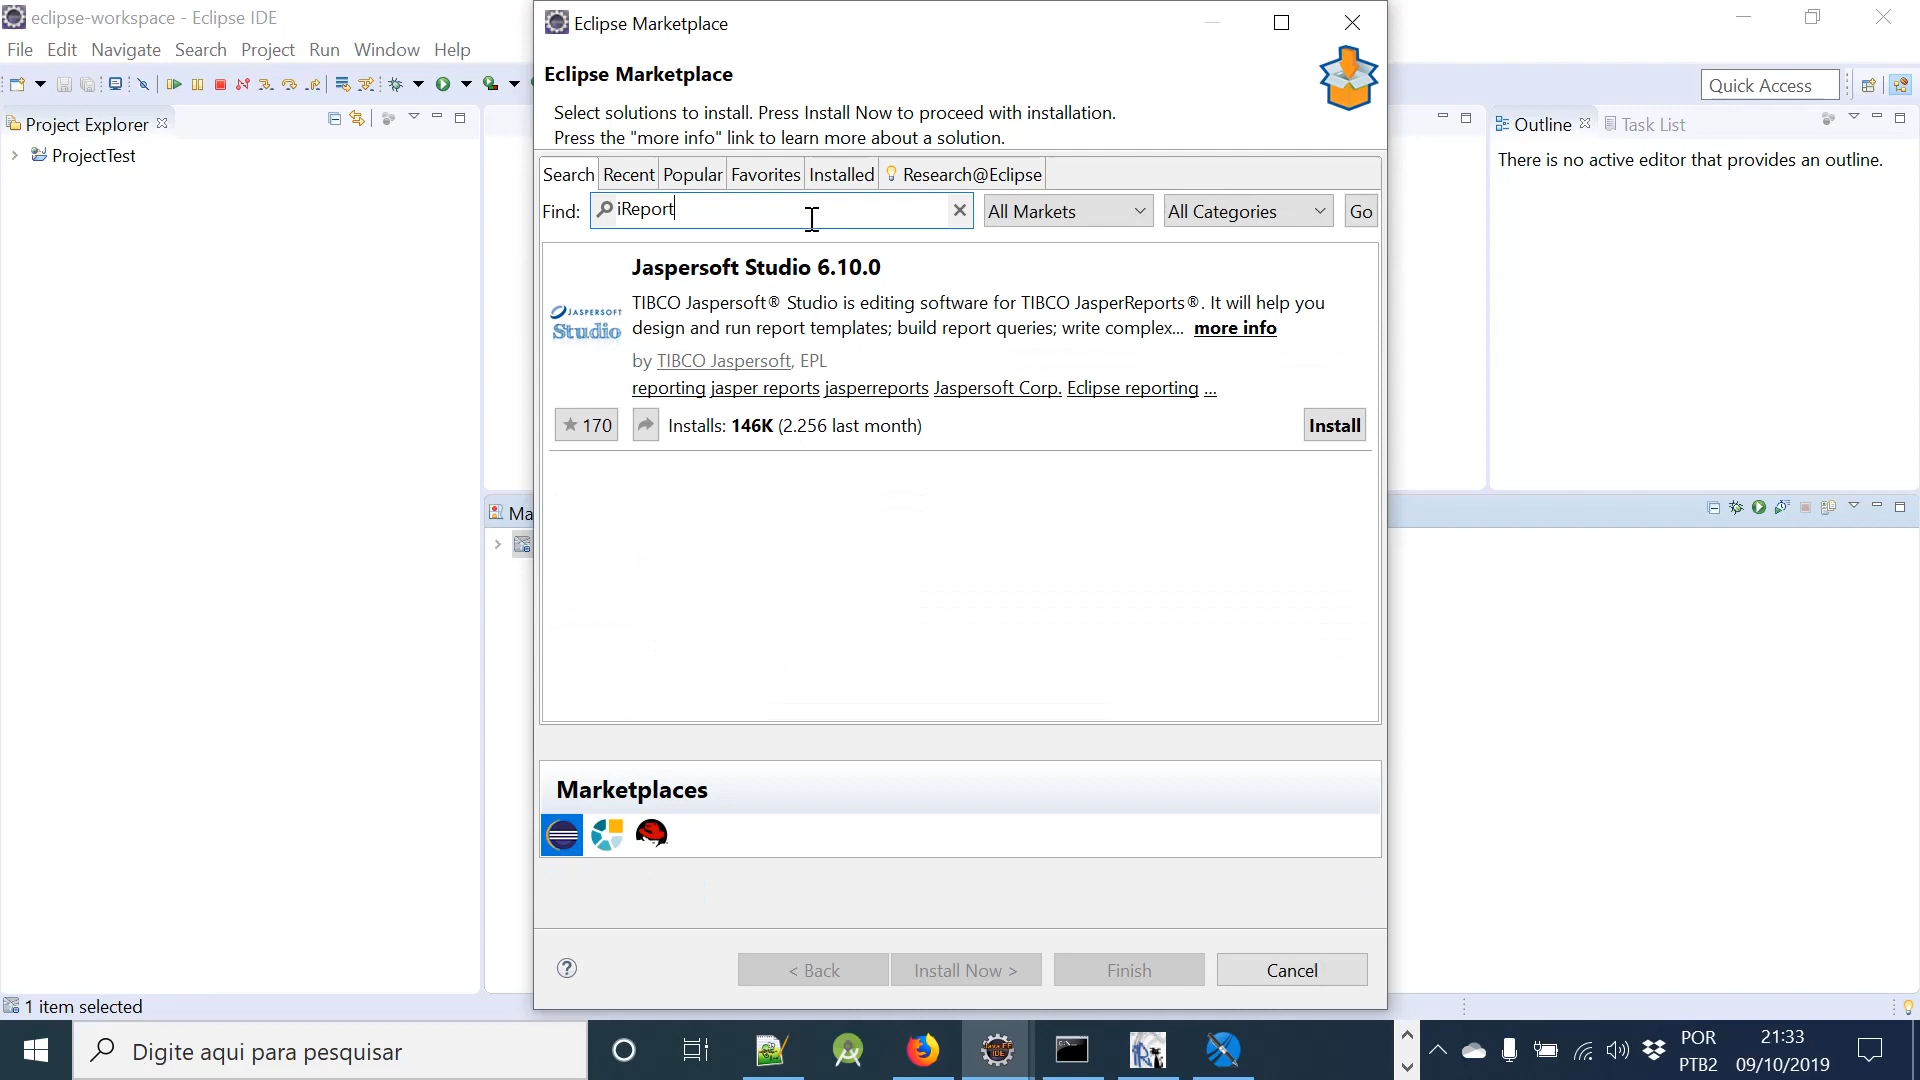 eclipse-workspace - Eclipse IDE
File Edit Navigate Search Project Run Window Help
Quick Access
Project Explorer
ProjectTest
Outline Task List
There is no active editor that provides an outline.
Ma
1 item selected
Eclipse Marketplace
Eclipse Marketplace
Select solutions to install. Press Install Now to proceed with installation.
Press the "more info" link to learn more about a solution.
Search Recent Popular Favorites Installed Research@Eclipse
Find: iReport All Markets All Categories Go
Jaspersoft Studio 6.10.0
JASPERSOFT
Studio
TIBCO Jaspersoft® Studio is editing software for TIBCO JasperReports®. It will help you
design and run report templates; build report queries; write complex... more info
by TIBCO Jaspersoft, EPL
reporting jasper reports jasperreports Jaspersoft Corp. Eclipse reporting ...
170 Installs: 146K (2.256 last month) Install
Marketplaces
< Back Install Now > Finish Cancel
Digite aqui para pesquisar
POR
PTB2
21:33
09/10/2019